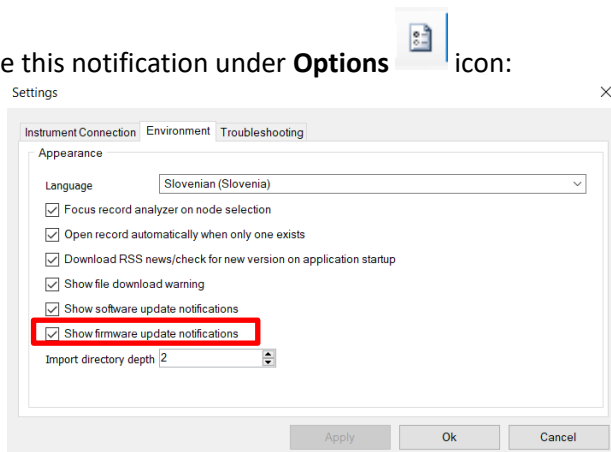 e this notification under Options icon:
Settings
Instrument Connection Environment Troubleshooting
Appearance
Language Slovenian (Slovenia)
Focus record analyzer on node selection
Open record automatically when only one exists
Download RSS news/check for new version on application startup
Show file download warning
Show software update notifications
Show firmware update notifications
Import directory depth 2
Apply Ok Cancel